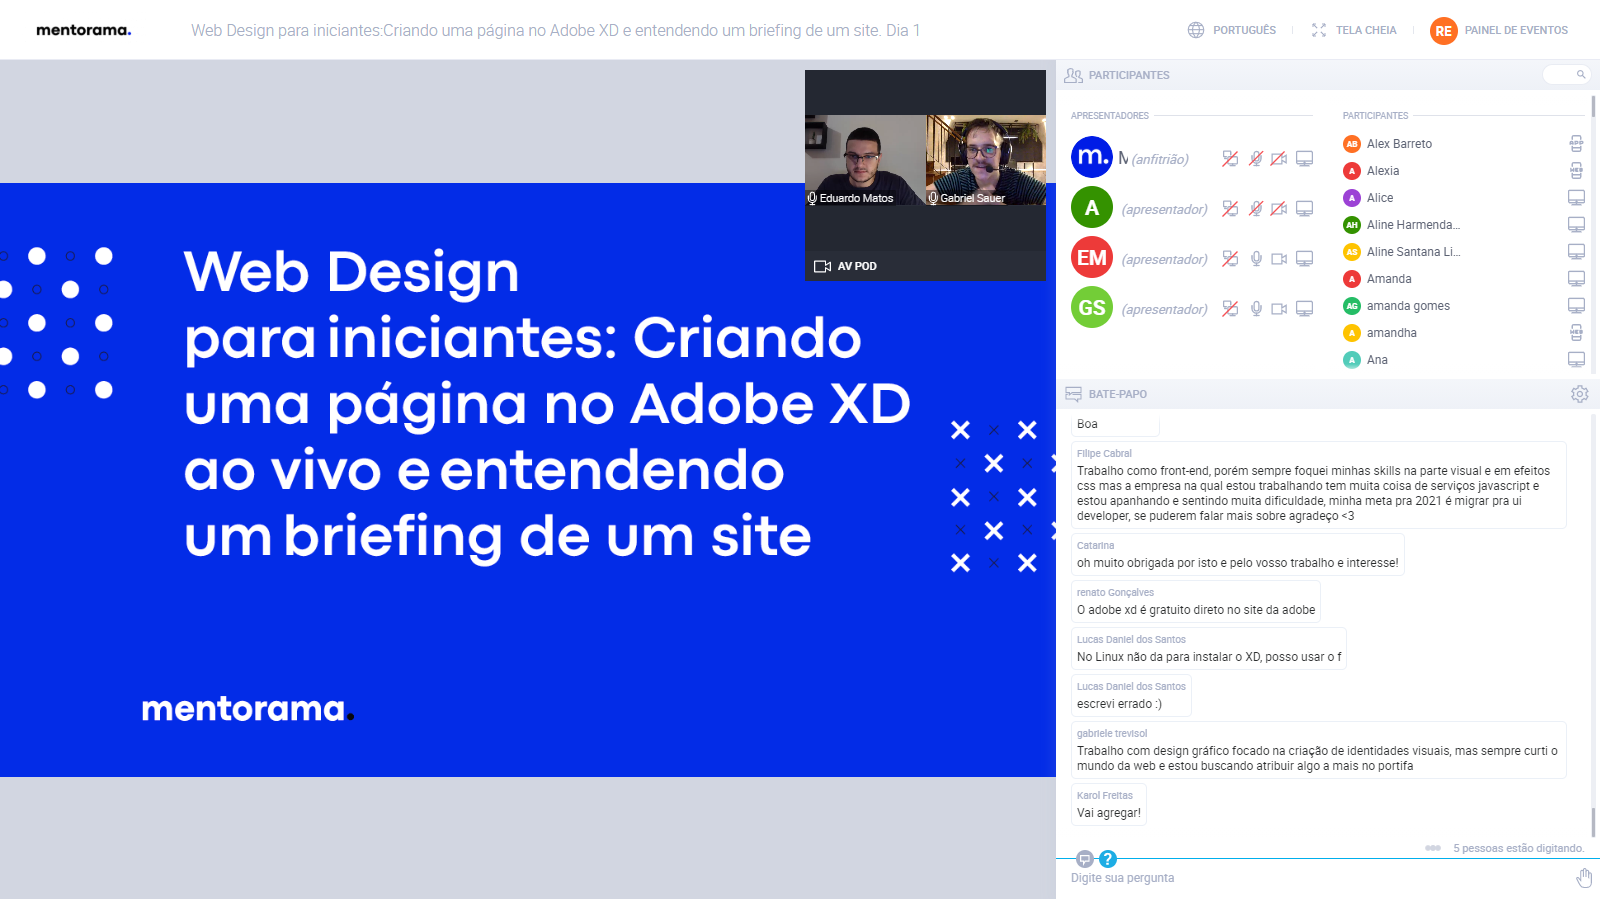 mentorama.
Web Design para iniciantes:Criando uma página no Adobe XD e entendendo um briefing de um site. Dia 1
PORTUGUÊS
TELA CHEIA
RE
PAINEL DE EVENTOS
Eduardo Matos
Gabriel Sauer
AV POD
Web Design
para iniciantes: Criando
uma página no Adobe XD
ao vivo e entendendo
um briefing de um site
mentorama.
PARTICIPANTES
APRESENTADORES
m. M (anfitrião)
A (apresentador)
EM (apresentador)
GS (apresentador)
PARTICIPANTES
AB Alex Barreto APP
A Alexia WEB
A Alice
AH Aline Harmenda...
AS Aline Santana Li...
A Amanda
AG amanda gomes
A amandha WEB
A Ana
BATE-PAPO
Boa
Filipe Cabral
Trabalho como front-end, porém sempre foquei minhas skills na parte visual e em efeitos
css mas a empresa na qual estou trabalhando tem muita coisa de serviços javascript e
estou apanhando e sentindo muita dificuldade, minha meta pra 2021 é migrar pra ui
developer, se puderem falar mais sobre agradeço <3
Catarina
oh muito obrigada por isto e pelo vosso trabalho e interesse!
renato Gonçalves
O adobe xd é gratuito direto no site da adobe
Lucas Daniel dos Santos
No Linux não da para instalar o XD, posso usar o f
Lucas Daniel dos Santos
escrevi errado :)
gabriele trevisol
Trabalho com design gráfico focado na criação de identidades visuais, mas sempre curti o
mundo da web e estou buscando atribuir algo a mais no portifa
Karol Freitas
Vai agregar!
5 pessoas estão digitando.
?
Digite sua pergunta